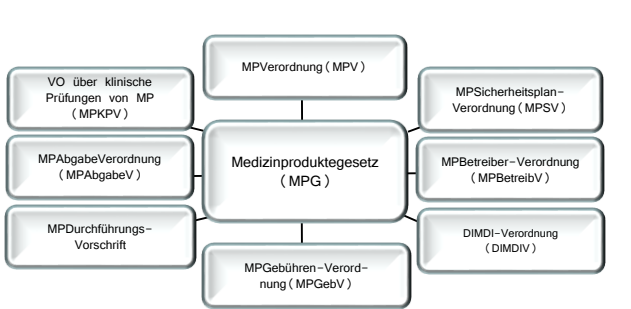 MPVerordnung (MPV)
VO über klinische
Prüfungen von MP
(MPKPV)
MPSicherheitsplan-
Verordnung (MPSV)
MPAbgabeVerordnung
(MPAbgabeV)
Medizinproduktegesetz
(MPG)
MPBetreiber-Verordnung
(MPBetreibV)
MPDurchführungs-
Vorschrift
DIMDI-Verordnung
(DIMDIV)
MPGebühren-Verord-
nung (MPGebV)